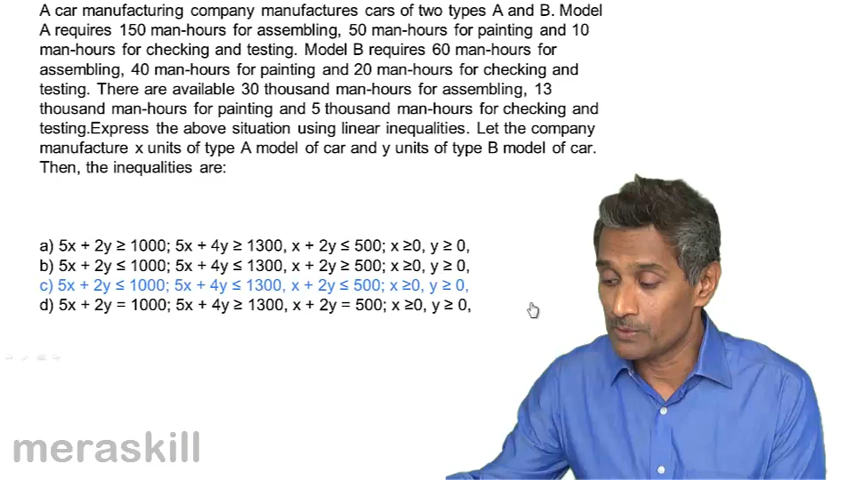 A car manufacturing company manufactures cars of two types A and B. Model
A requires 150 man-hours for assembling, 50 man-hours for painting and 10
man-hours for checking and testing. Model B requires 60 man-hours for
assembling, 40 man-hours for painting and 20 man-hours for checking and
testing. There are available 30 thousand man-hours for assembling, 13
thousand man-hours for painting and 5 thousand man-hours for checking and
testing.Express the above situation using linear inequalities. Let the company
manufacture x units of type A model of car and y units of type B model of car.
Then, the inequalities are:
a) 5x + 2y ≥ 1000; 5x + 4y ≥ 1300, x + 2y ≤ 500; x ≥0, y ≥ 0,
b) 5x + 2y ≤ 1000; 5x + 4y ≤ 1300, x + 2y ≥ 500; x ≥0, y ≥ 0,
c) 5x + 2y ≤ 1000; 5x + 4y ≤ 1300, x + 2y ≤ 500; x ≥0, y ≥ 0,
d) 5x + 2y = 1000; 5x + 4y ≥ 1300, x + 2y = 500; x ≥0, y ≥ 0,
meraskill